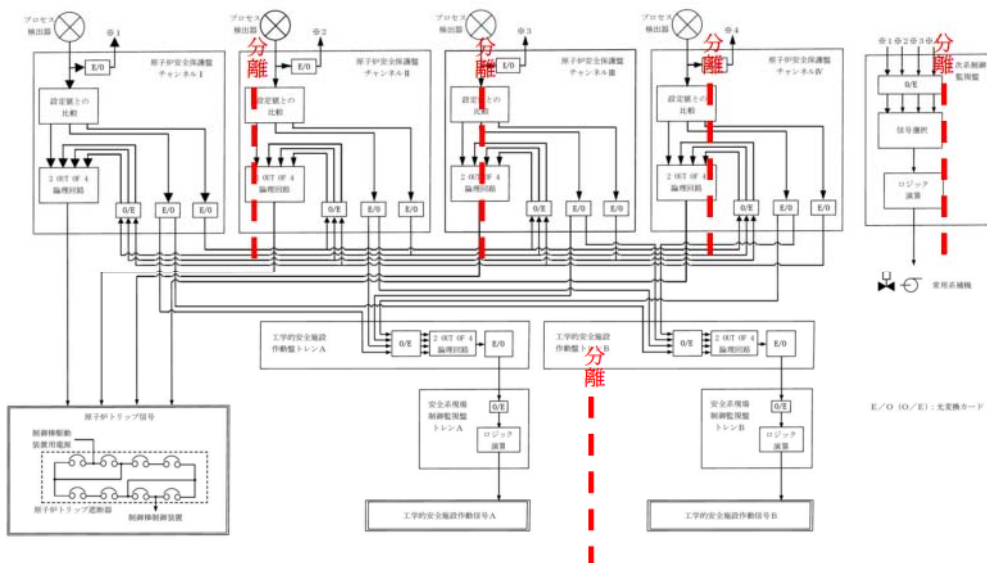 プロセス
検出器
※1
E/O
原子炉安全保護盤
チャンネルⅠ
設定値との
比較
2 OUT OF 4
論理回路
O/E
E/O
E/O
プロセス
検出器
分離
※2
E/O
原子炉安全保護盤
チャンネルⅡ
設定値との
比較
2 OUT OF 4
論理回路
O/E
E/O
E/O
プロセス
検出器
分離
※3
E/O
原子炉安全保護盤
チャンネルⅢ
設定値との
比較
2 OUT OF 4
論理回路
O/E
E/O
E/O
プロセス
検出器
分離
※4
原子炉安全保護盤
チャンネルⅣ
設定値との
比較
2 OUT OF 4
論理回路
O/E
E/O
E/O
※1 ※2 ※3 ※
分離
次系制御
監視盤
O/E
信号選択
ロジック
演算
常用系補機
工学的安全施設
作動盤トレンA
O/E
2 OUT OF 4
論理回路
E/O
工学的安全施設
作動盤トレンB
O/E
2 OUT OF 4
論理回路
E/O
分離
安全系現場
制御監視盤
トレンA
O/E
ロジック
演算
安全系現場
制御監視盤
トレンB
O/E
ロジック
演算
E/O(O/E):光変換カード
原子炉トリップ信号
制御棒駆動
装置用電源
原子炉トリップ遮断器
制御棒制御装置
工学的安全施設作動信号A
工学的安全施設作動信号B